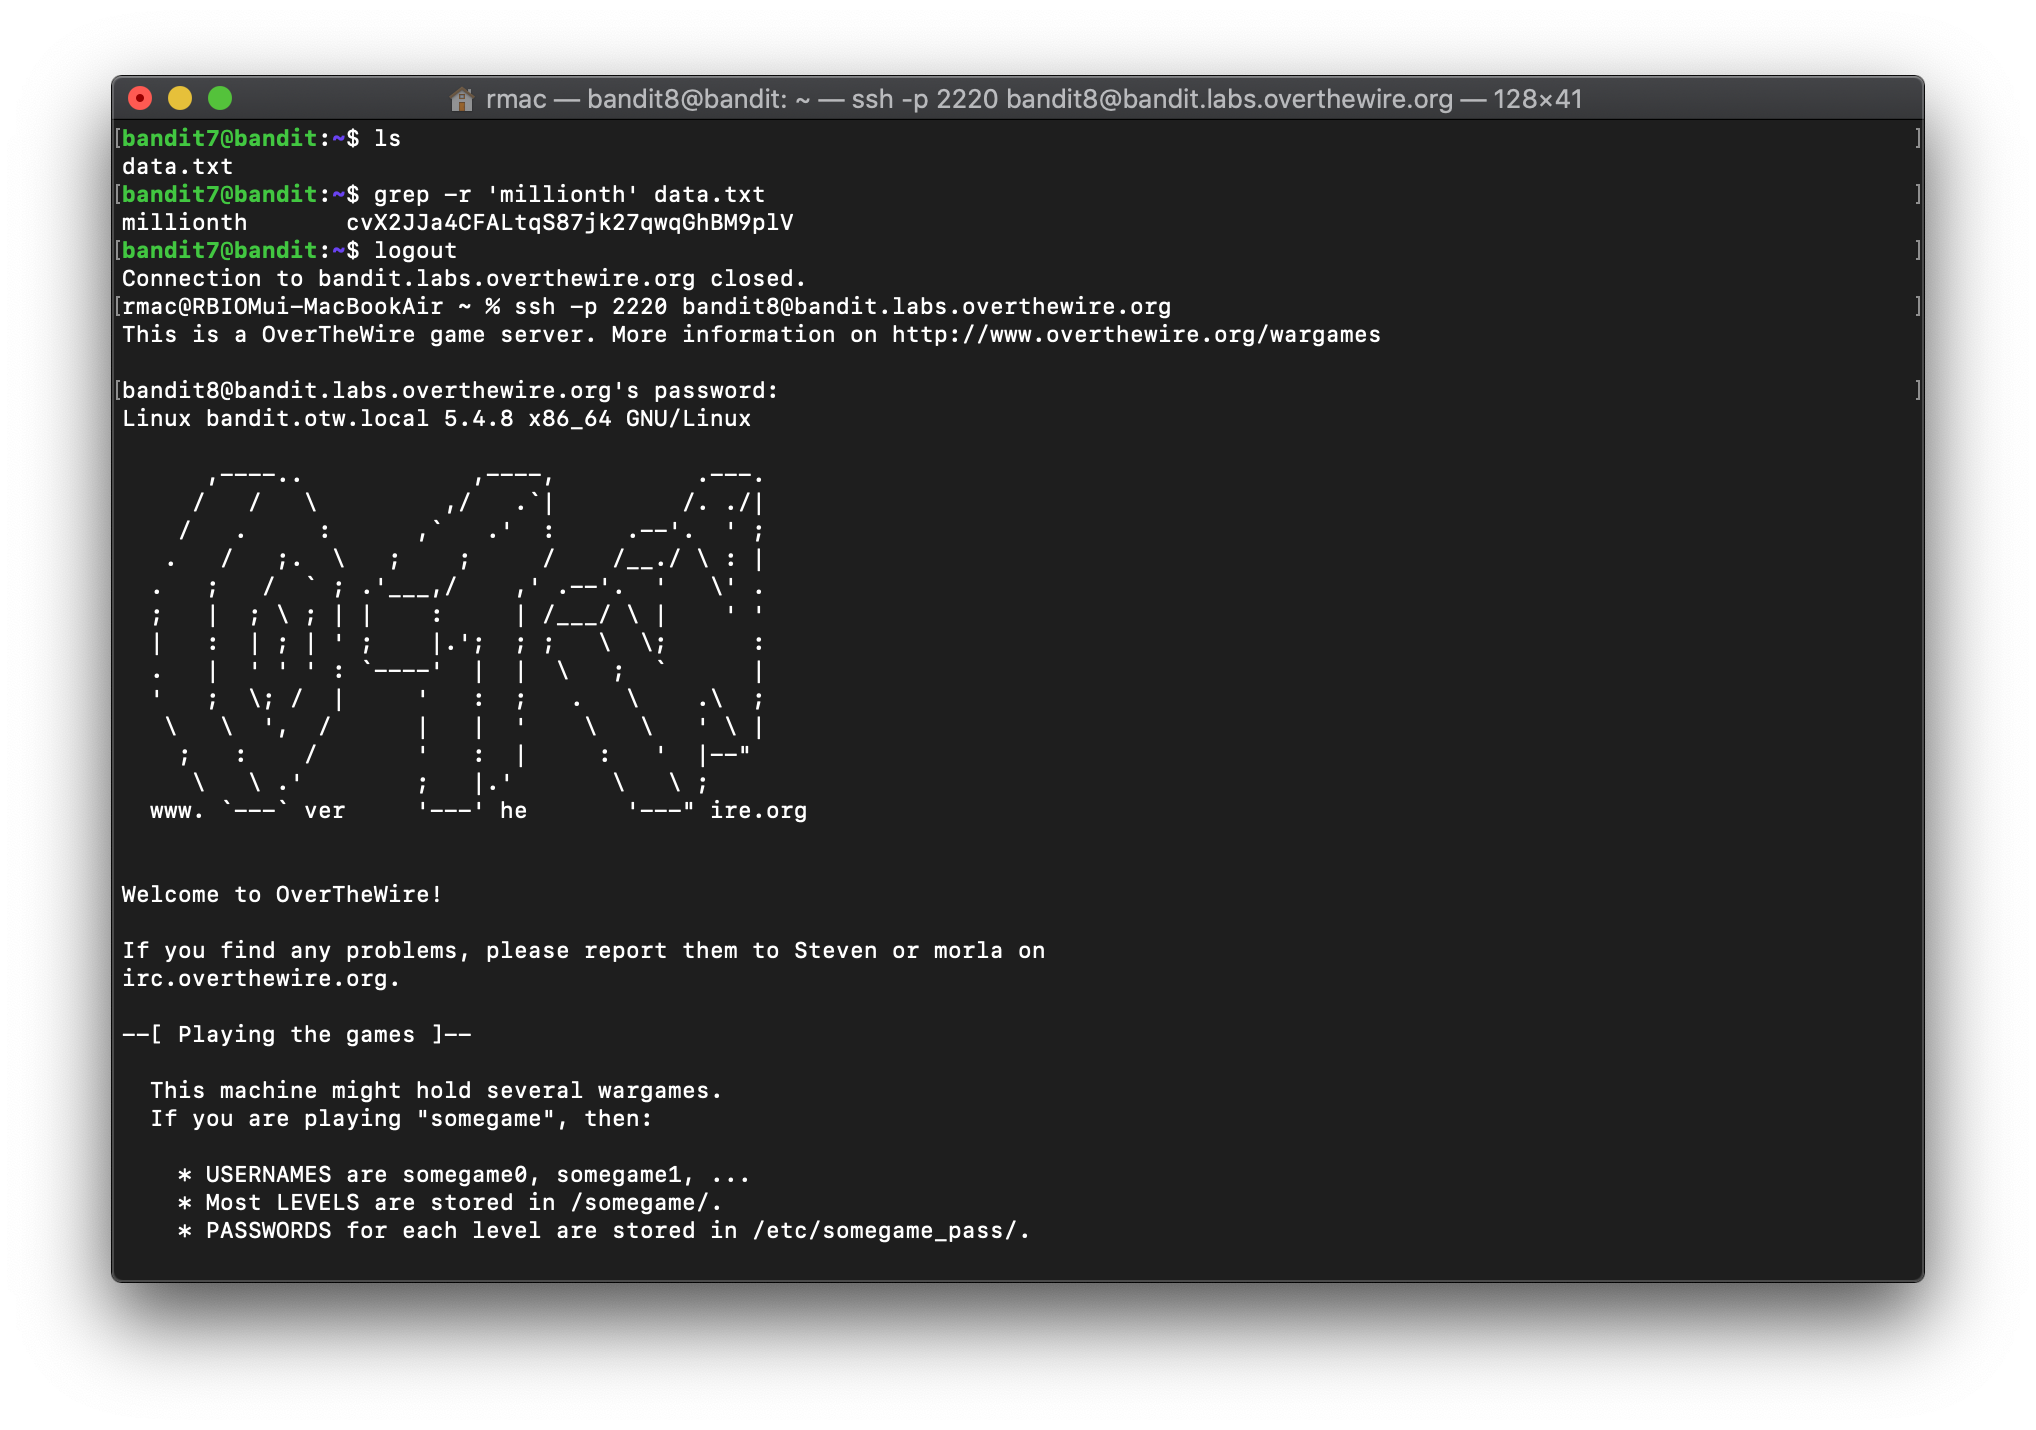 rmac — bandit8@bandit: ~ — ssh -p 2220 bandit8@bandit.labs.overthewire.org — 128×41
[bandit7@bandit:~$ ls ]
data.txt
[bandit7@bandit:~$ grep -r 'millionth' data.txt ]
millionth       cvX2JJa4CFALtqS87jk27qwqGhBM9plV
[bandit7@bandit:~$ logout ]
Connection to bandit.labs.overthewire.org closed.
[rmac@RBIOMui-MacBookAir ~ % ssh -p 2220 bandit8@bandit.labs.overthewire.org ]
This is a OverTheWire game server. More information on http://www.overthewire.org/wargames
[bandit8@bandit.labs.overthewire.org's password: ]
Linux bandit.otw.local 5.4.8 x86_64 GNU/Linux
      ,----..            ,----,          .---.
     /   /   \         ,/   .`|         /. ./|
    /   .     :      ,`   .'  :     .--'.  ' ;
   .   /   ;.  \   ;    ;     /    /__./ \ : |
  .   ;   /  ` ; .'___,/    ,' .--'.  '   \' .
  ;   |  ; \ ; | |    :     | /___/ \ |    ' '
  |   :  | ; | ' ;    |.';  ; ;   \  \;      :
  .   |  ' ' ' : `----'  |  |  \   ;  `      |
  '   ;  \; /  |     '   :  ;   .   \    .\  ;
   \   \  ',  /      |   |  '    \   \   ' \ |
    ;   :    /       '   :  |     :   '  |--"
     \   \ .'        ;   |.'       \   \ ;
  www. `---` ver     '---' he       '---" ire.org
Welcome to OverTheWire!
If you find any problems, please report them to Steven or morla on
irc.overthewire.org.
--[ Playing the games ]--
  This machine might hold several wargames.
  If you are playing "somegame", then:
    * USERNAMES are somegame0, somegame1, ...
    * Most LEVELS are stored in /somegame/.
    * PASSWORDS for each level are stored in /etc/somegame_pass/.